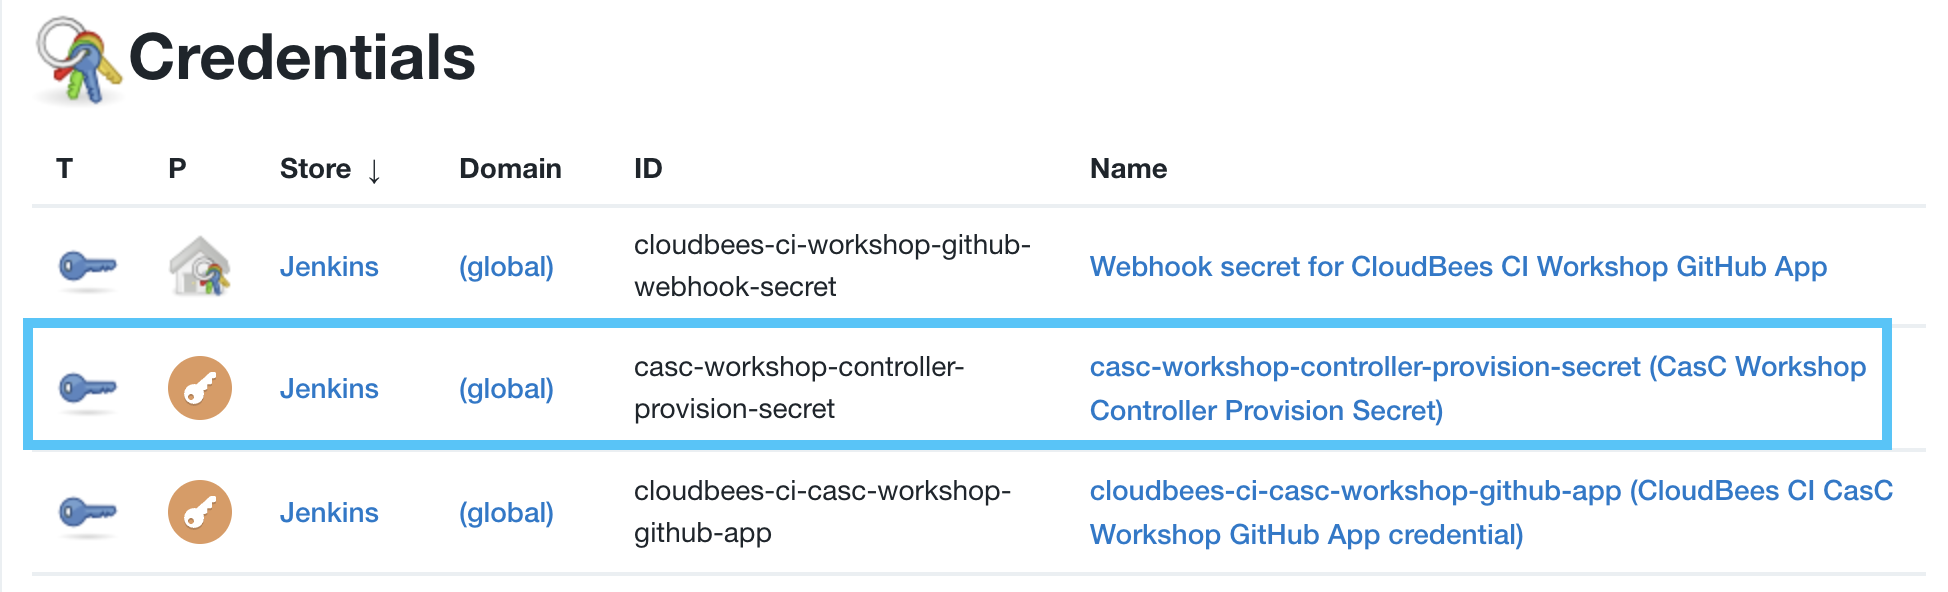 Credentials
T P Store ↓ Domain ID Name
Jenkins (global) cloudbees-ci-workshop-github- Webhook secret for CloudBees CI Workshop GitHub App
webhook-secret
Jenkins (global) casc-workshop-controller- casc-workshop-controller-provision-secret (CasC Workshop
provision-secret Controller Provision Secret)
Jenkins (global) cloudbees-ci-casc-workshop- cloudbees-ci-casc-workshop-github-app (CloudBees CI CasC
github-app Workshop GitHub App credential)